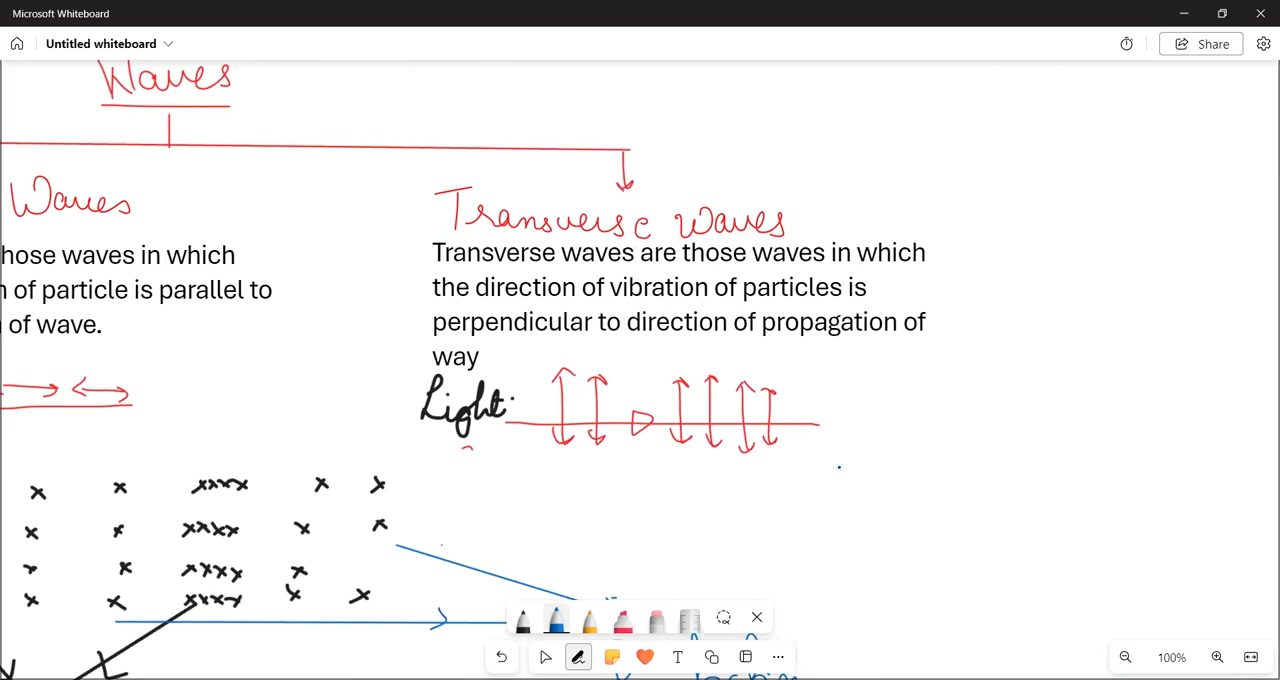 Microsoft Whiteboard
Untitled whiteboard
Share
Waves
Waves
Transverse waves
hose waves in which
n of particle is parallel to
of wave.
Transverse waves are those waves in which
the direction of vibration of particles is
perpendicular to direction of propagation of
way
Light
100%